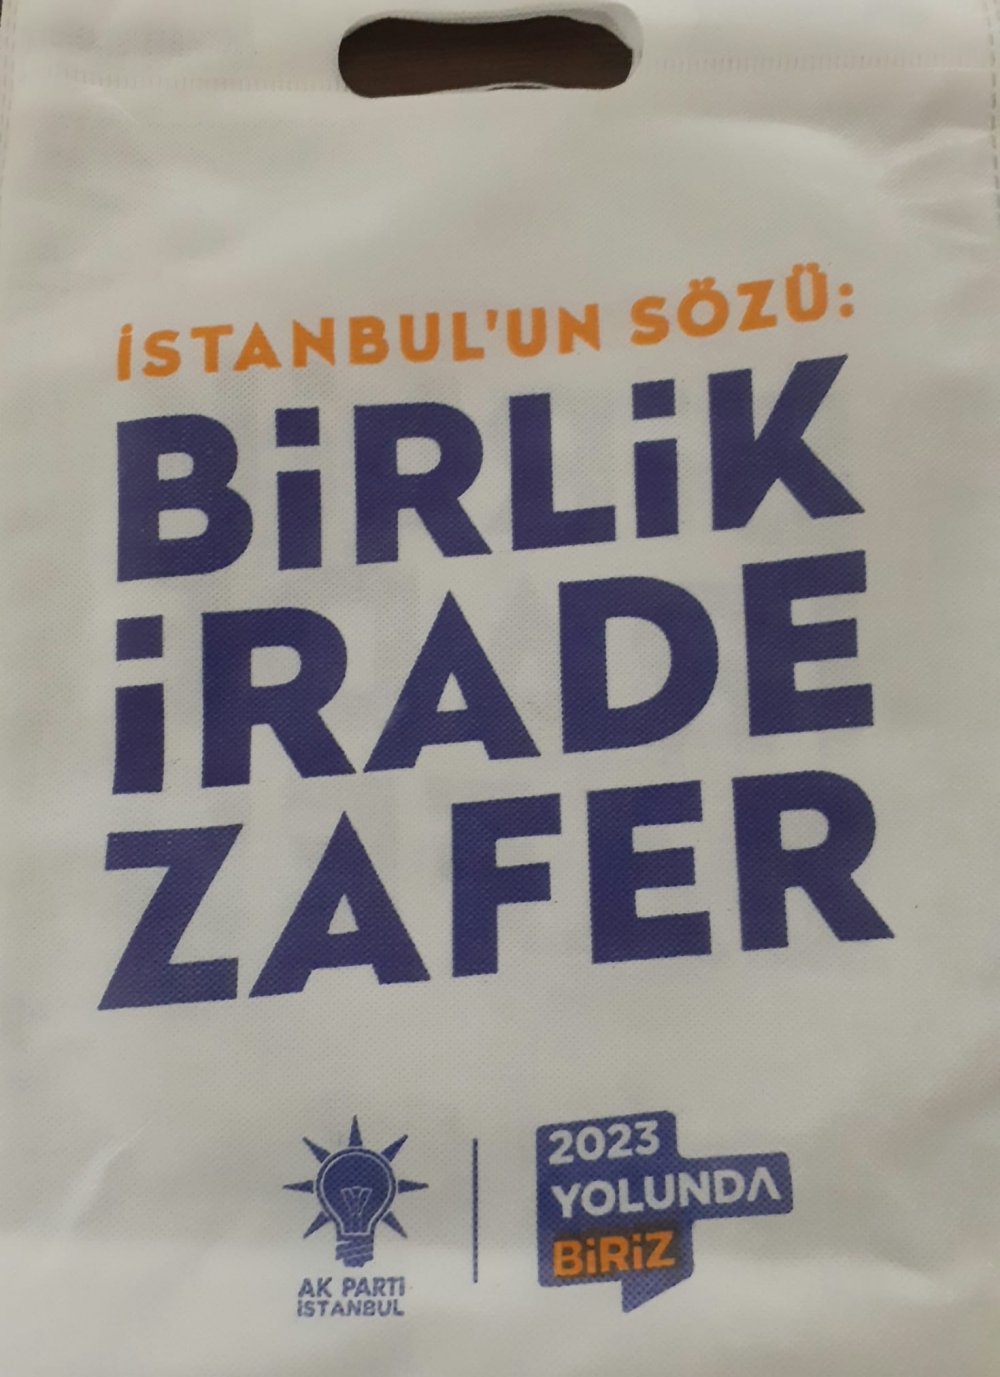 İSTANBUL'UN SÖZÜ:
BİRLİK
İRADE
ZAFER
AK PARTİ
İSTANBUL
2023
YOLUNDA
BİRİZ